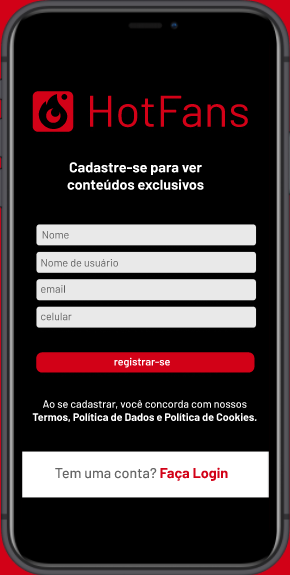 HotFans
Cadastre-se para ver
conteúdos exclusivos
Nome
Nome de usuário
email
celular
registrar-se
Ao se cadastrar, você concorda com nossos
Termos, Política de Dados e Política de Cookies.
Tem uma conta? Faça Login